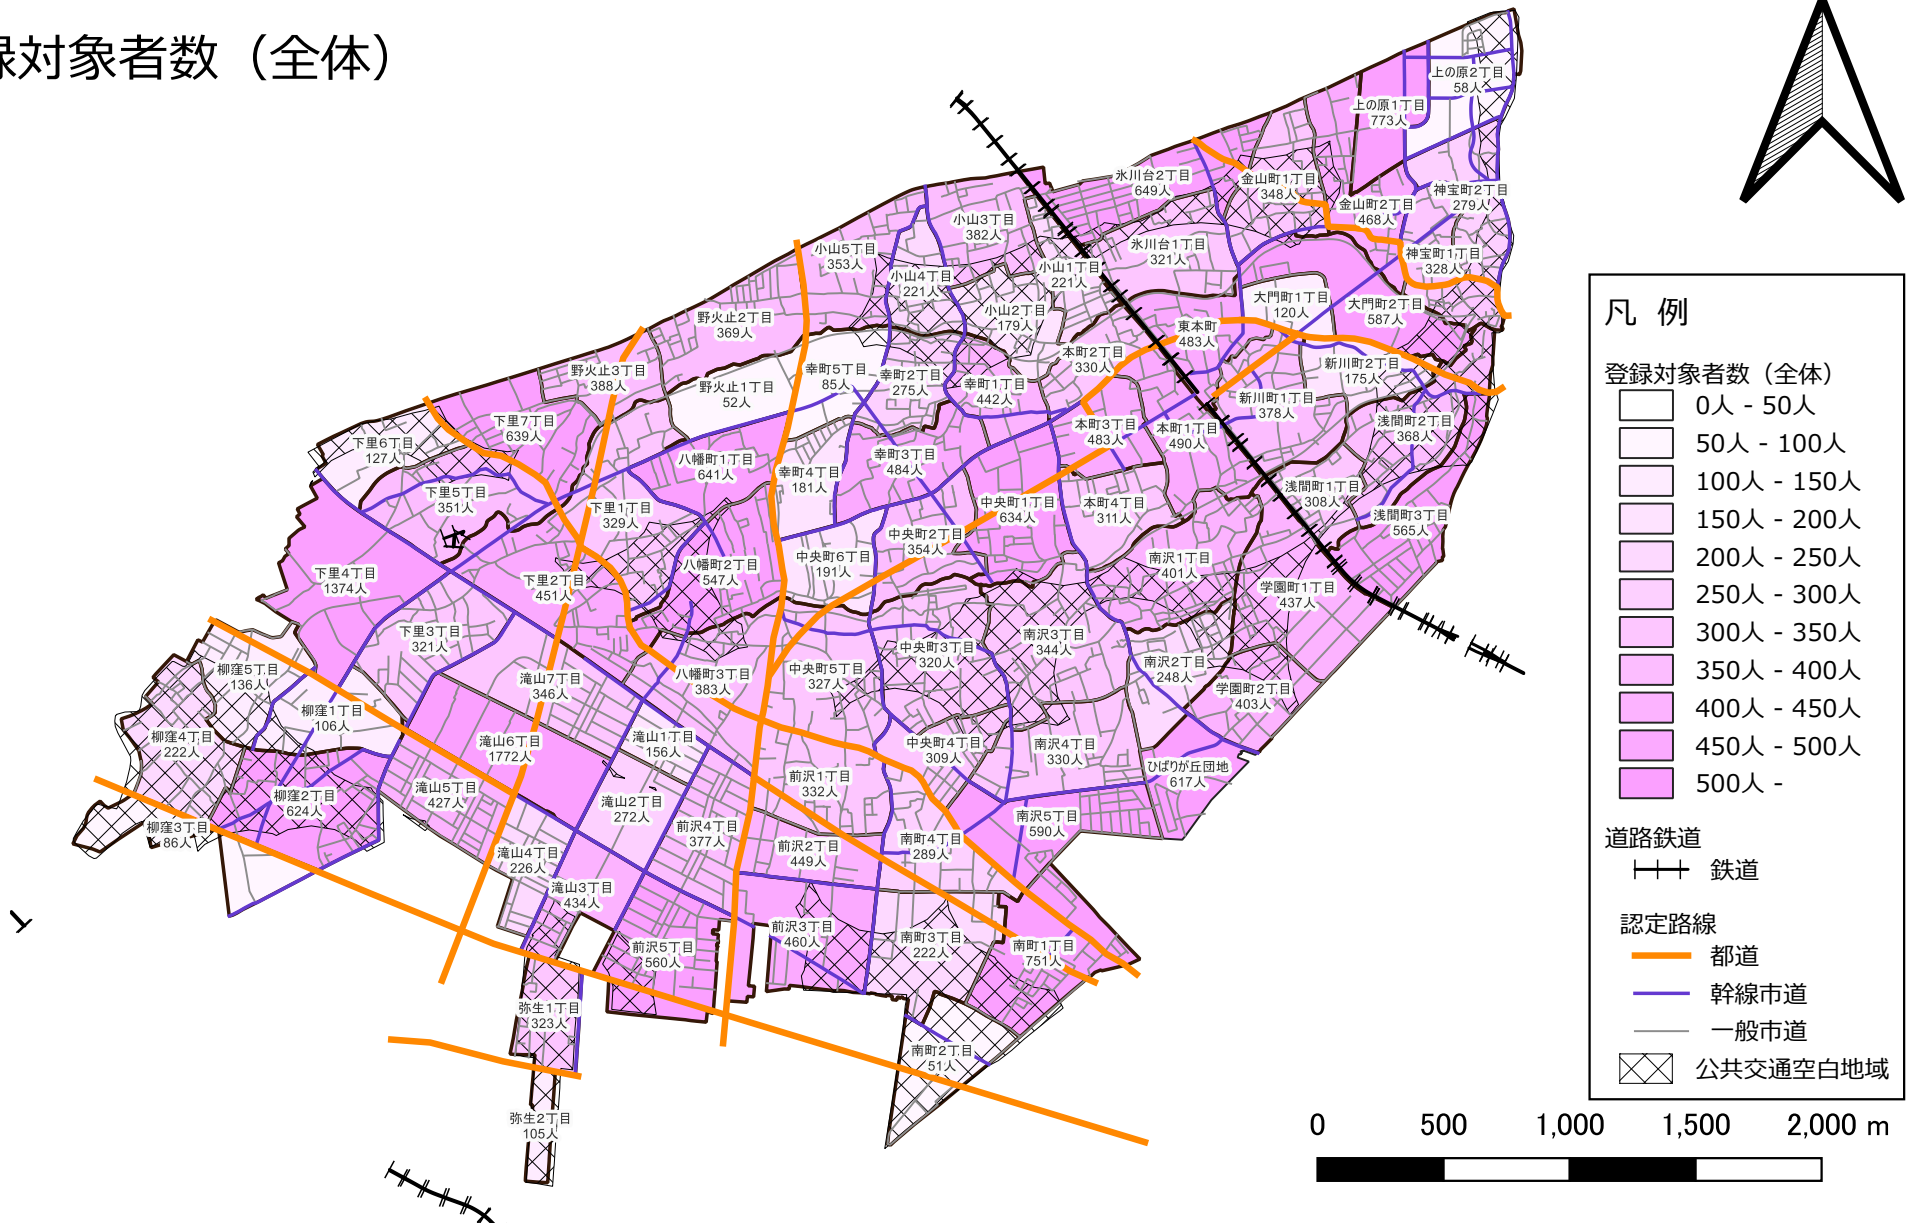 録対象者数（全体）
上の原２丁目
58人
上の原１丁目
773人
氷川台２丁目
649人
金山町１丁目
348人
金山町２丁目
468人
神宝町２丁目
279人
小山３丁目
382人
氷川台１丁目
321人
神宝町１丁目
328人
小山５丁目
353人
小山４丁目
221人
小山１丁目
221人
小山２丁目
179人
大門町１丁目
120人
大門町２丁目
587人
野火止２丁目
369人
東本町
483人
本町２丁目
330人
野火止３丁目
388人
野火止１丁目
52人
幸町５丁目
85人
幸町２丁目
275人
幸町１丁目
442人
新川町２丁目
175人
新川町１丁目
378人
下里７丁目
639人
下里６丁目
127人
本町３丁目
483人
本町１丁目
490人
浅間町２丁目
368人
八幡町１丁目
641人
幸町４丁目
181人
幸町３丁目
484人
下里５丁目
351人
下里１丁目
329人
中央町１丁目
634人
本町４丁目
311人
浅間町１丁目
308人
浅間町３丁目
565人
中央町２丁目
354人
中央町６丁目
191人
八幡町２丁目
547人
南沢１丁目
401人
下里４丁目
1374人
下里２丁目
451人
学園町１丁目
437人
下里３丁目
321人
南沢３丁目
344人
中央町３丁目
320人
中央町５丁目
327人
南沢２丁目
248人
学園町２丁目
403人
柳窪５丁目
136人
滝山７丁目
346人
八幡町３丁目
383人
柳窪１丁目
106人
柳窪４丁目
222人
滝山６丁目
1772人
滝山１丁目
156人
中央町４丁目
309人
南沢４丁目
330人
ひばりが丘団地
617人
柳窪２丁目
624人
滝山５丁目
427人
滝山２丁目
272人
前沢１丁目
332人
柳窪３丁目
86人
前沢４丁目
377人
前沢２丁目
449人
南町４丁目
289人
南沢５丁目
590人
滝山４丁目
226人
滝山３丁目
434人
前沢５丁目
560人
前沢３丁目
460人
南町３丁目
222人
南町１丁目
751人
弥生１丁目
323人
南町２丁目
51人
弥生２丁目
105人
凡 例
登録対象者数（全体）
0人 - 50人
50人 - 100人
100人 - 150人
150人 - 200人
200人 - 250人
250人 - 300人
300人 - 350人
350人 - 400人
400人 - 450人
450人 - 500人
500人 -
道路鉄道
鉄道
認定路線
都道
幹線市道
一般市道
公共交通空白地域
0 500 1,000 1,500 2,000 m